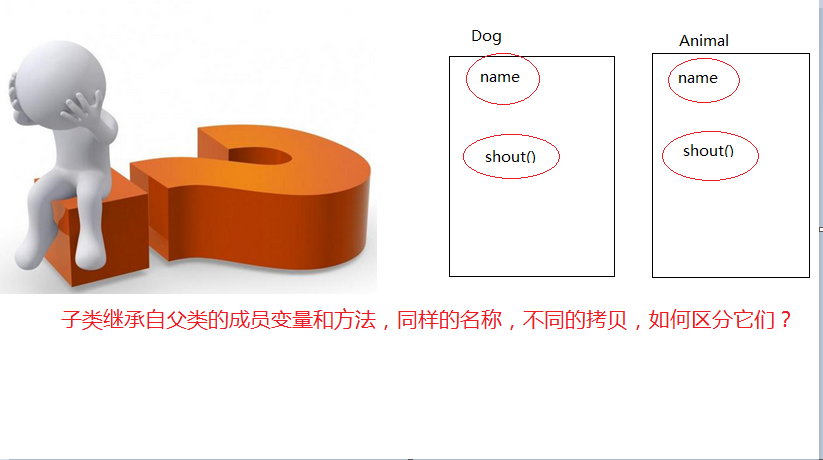 Dog
Animal
name
name
shout()
shout()
子类继承自父类的成员变量和方法，同样的名称，不同的拷贝，如何区分它们？